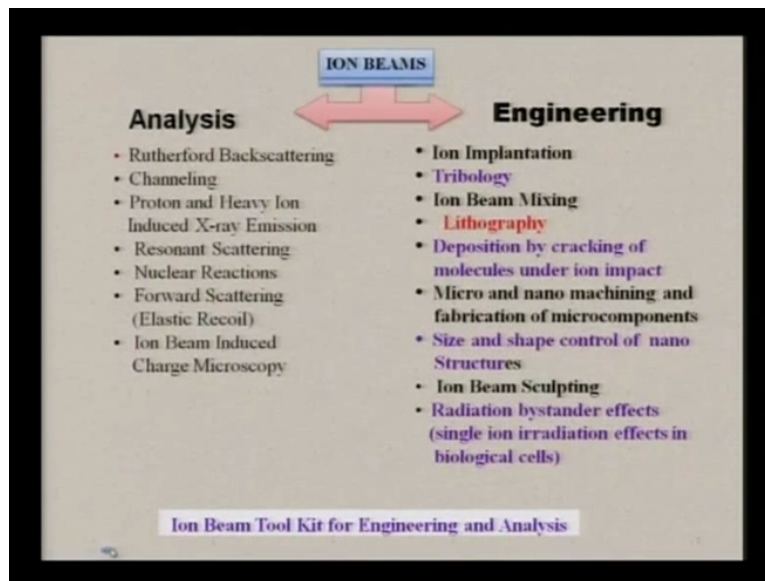 ION BEAMS
Analysis
• Rutherford Backscattering
• Channeling
• Proton and Heavy Ion
Induced X-ray Emission
• Resonant Scattering
• Nuclear Reactions
• Forward Scattering
(Elastic Recoil)
• Ion Beam Induced
Charge Microscopy
Engineering
• Ion Implantation
• Tribology
• Ion Beam Mixing
• Lithography
• Deposition by cracking of
molecules under ion impact
• Micro and nano machining and
fabrication of microcomponents
• Size and shape control of nano
Structures
• Ion Beam Sculpting
• Radiation bystander effects
(single ion irradiation effects in
biological cells)
Ion Beam Tool Kit for Engineering and Analysis